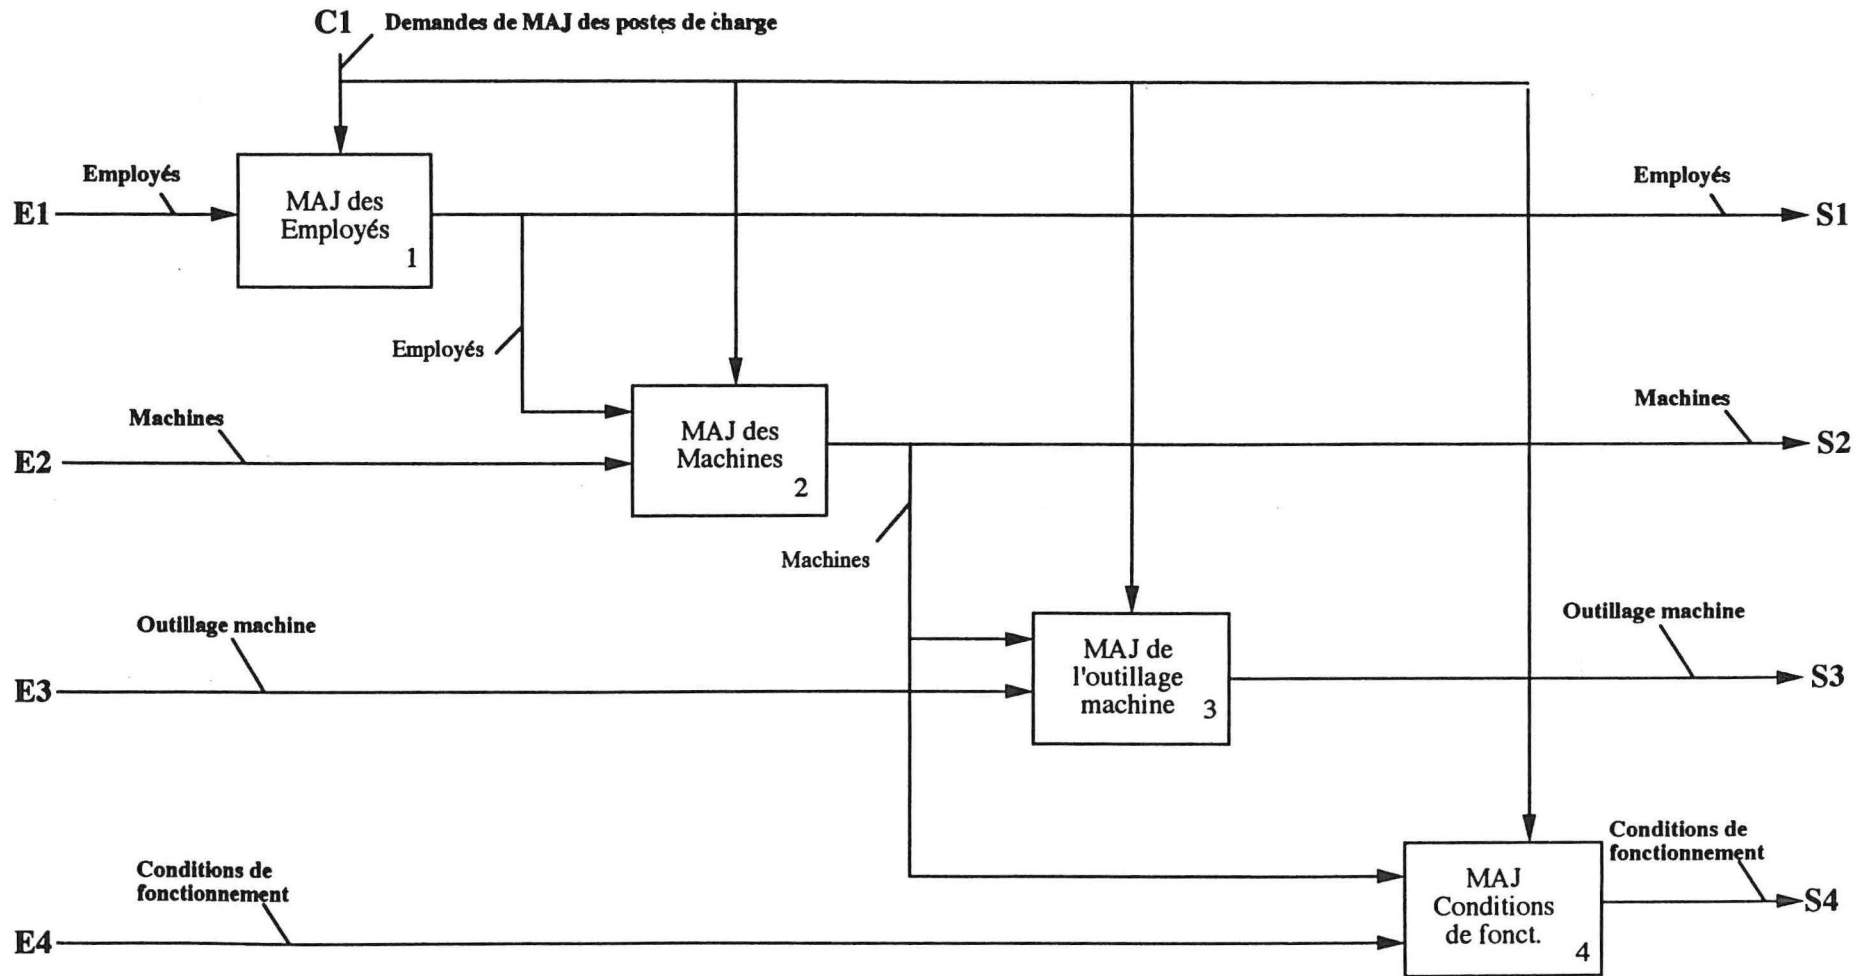 C1
Demandes de MAJ des postes de charge
Employés
Employés
E1
MAJ des
Employés
1
S1
Employés
Machines
Machines
E2
MAJ des
Machines
2
S2
Machines
Outillage machine
Outillage machine
E3
MAJ de
l'outillage
machine
3
S3
Conditions de
fonctionnement
Conditions de
fonctionnement
E4
MAJ
Conditions
de fonct.
4
S4